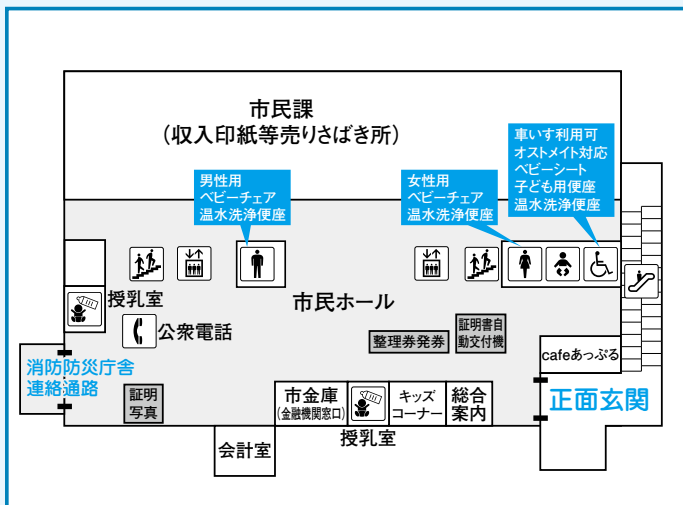 市民課
（収入印紙等売りさばき所）
男性用
ベビーチェア
温水洗浄便座
女性用
ベビーチェア
温水洗浄便座
車いす利用可
オストメイト対応
ベビーシート
子ども用便座
温水洗浄便座
授乳室
公衆電話
市民ホール
整理券発券
証明書自
動交付機
cafeあっぷる
消防防災庁舎
連絡通路
証明
写真
市金庫
（金融機関窓口）
授乳室
キッズ
コーナー
総合
案内
正面玄関
会計室